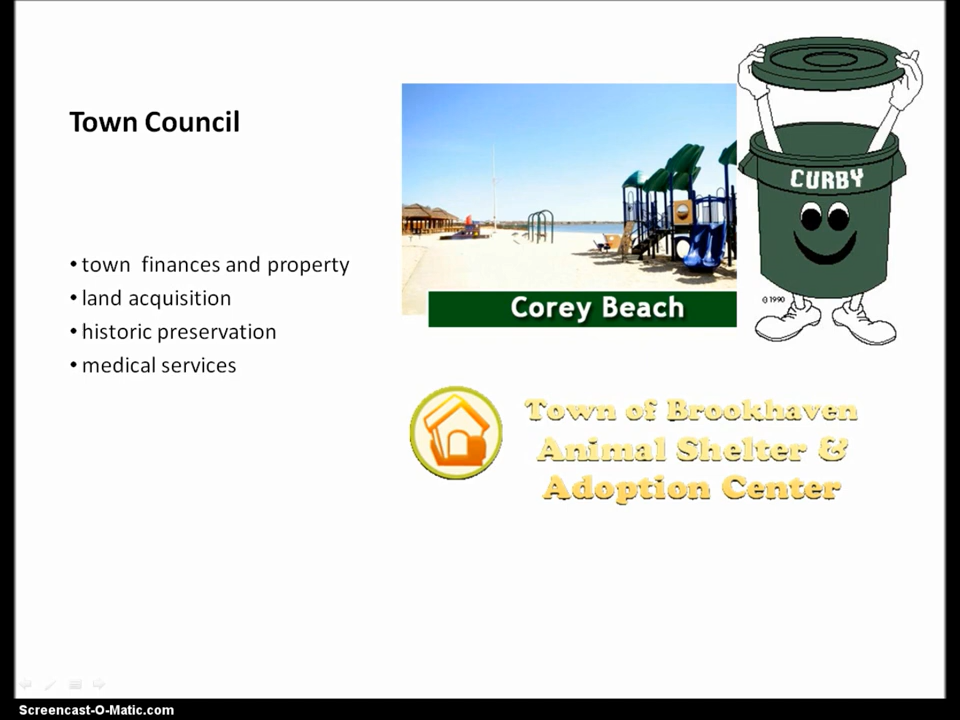 Town Council
• town  finances and property
• land acquisition
• historic preservation
• medical services
Corey Beach
CURBY
© 1990
Town of Brookhaven
Animal Shelter &
Adoption Center
Screencast-O-Matic.com